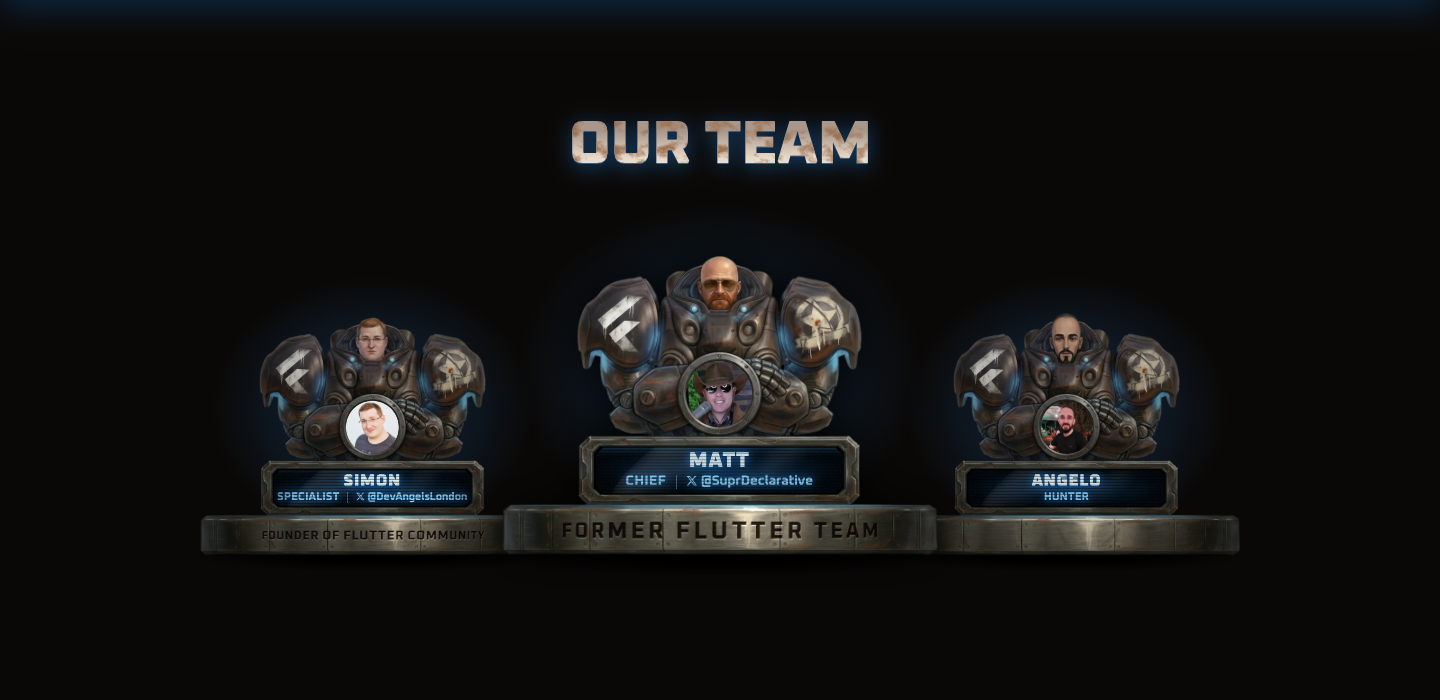 OUR TEAM
SIMON
SPECIALIST | 𝕏 @DevAngelsLondon
FOUNDER OF FLUTTER COMMUNITY
MATT
CHIEF | 𝕏 @SuprDeclarative
FORMER FLUTTER TEAM
ANGELO
HUNTER